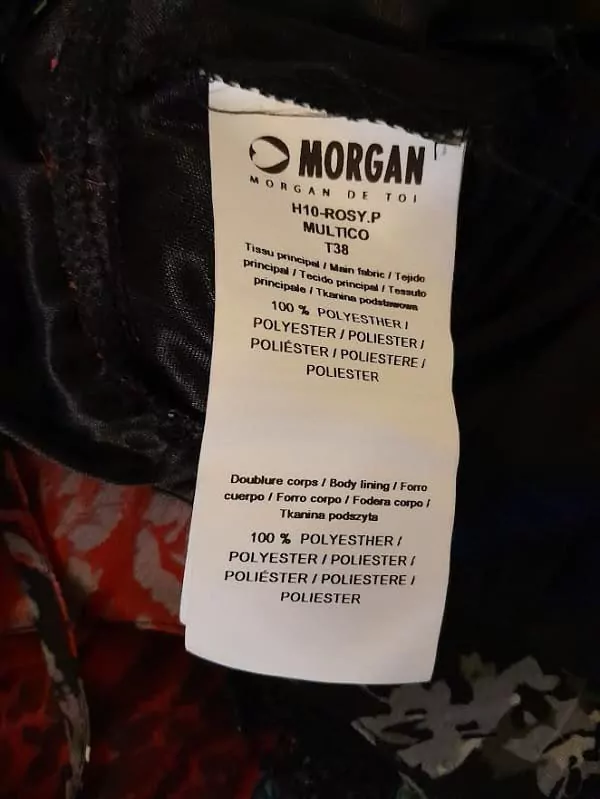 MORGAN
MORGAN DE TOI
H10-ROSY.P
MULTICO
T38
Tissu principal / Main fabric / Tejido
principal / Tecido principal / Tessuto
principale / Tkanina podstawowa
100 % POLYESTHER /
POLYESTER / POLIESTER /
POLIÉSTER / POLIESTERE /
POLIESTER
Doublure corps / Body lining / Forro
cuerpo / Forro corpo / Fodera corpo /
Tkanina podszyta
100 % POLYESTHER /
POLYESTER / POLIESTER /
POLIÉSTER / POLIESTERE /
POLIESTER